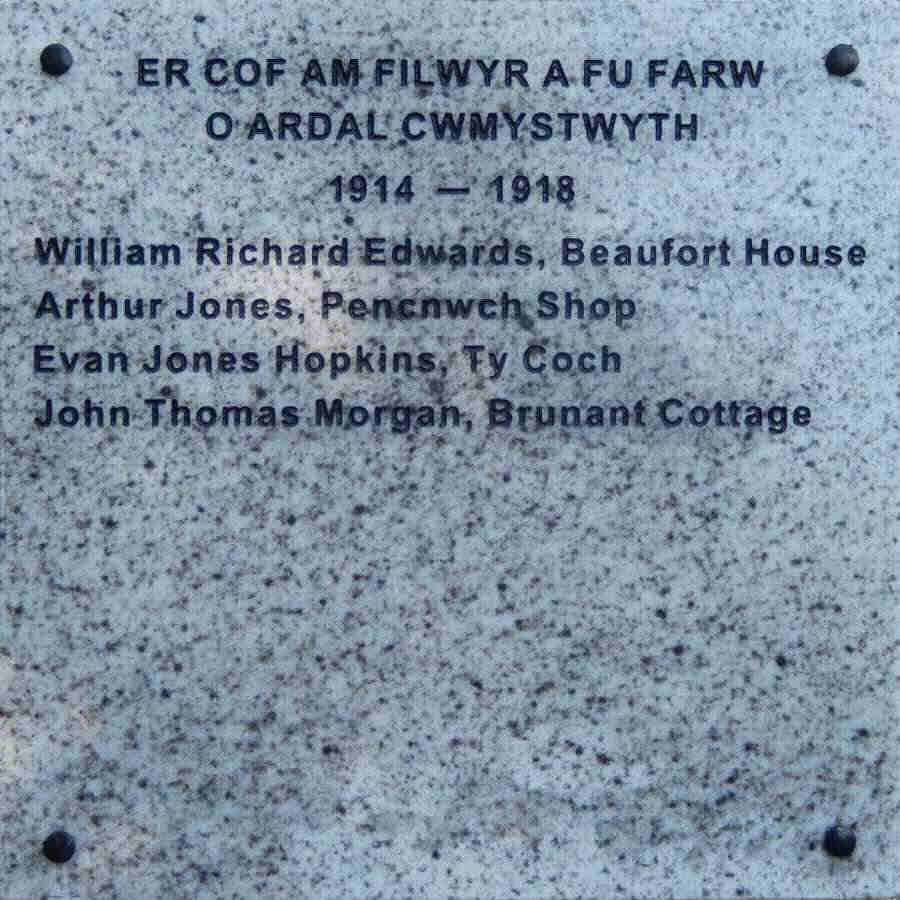 ER COF AM FILWYR A FU FARW
O ARDAL CWMYSTWYTH
1914 — 1918
William Richard Edwards, Beaufort House
Arthur Jones, Pencnwch Shop
Evan Jones Hopkins, Ty Coch
John Thomas Morgan, Brunant Cottage